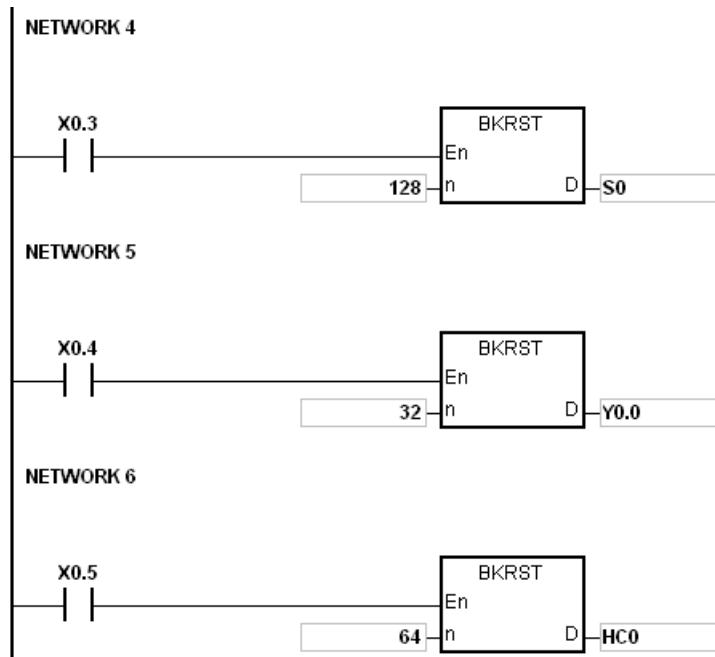 NETWORK 4
X0.3
BKRST
En
128 n D S0
NETWORK 5
X0.4
BKRST
En
32 n D Y0.0
NETWORK 6
X0.5
BKRST
En
64 n D HC0